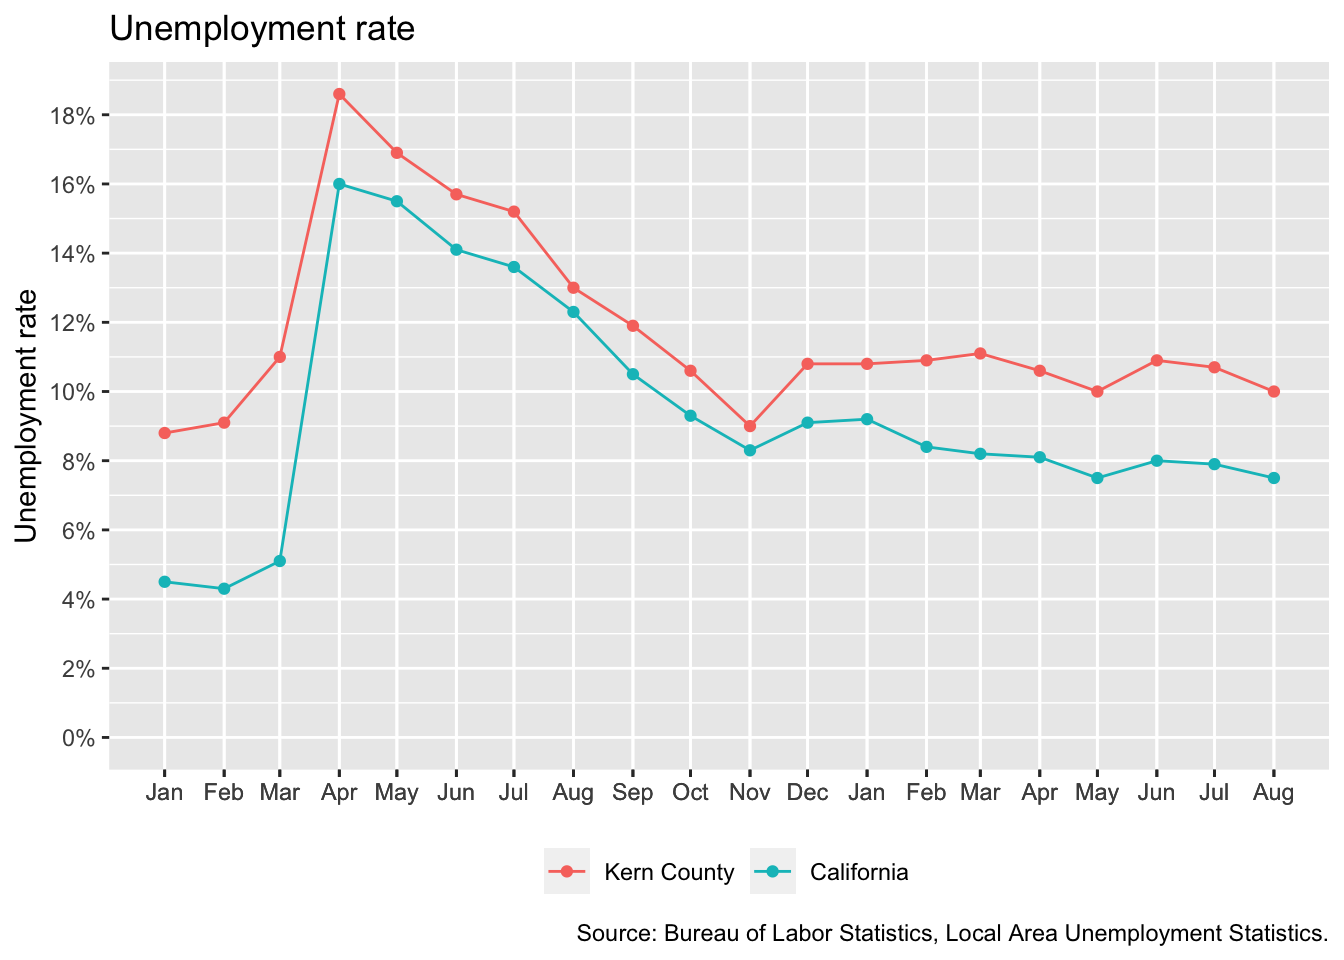 Unemployment rate
Unemployment rate
18%
16%
14%
12%
10%
8%
6%
4%
2%
0%
Jan Feb Mar Apr May Jun Jul Aug Sep Oct Nov Dec Jan Feb Mar Apr May Jun Jul Aug
Kern County California
Source: Bureau of Labor Statistics, Local Area Unemployment Statistics.